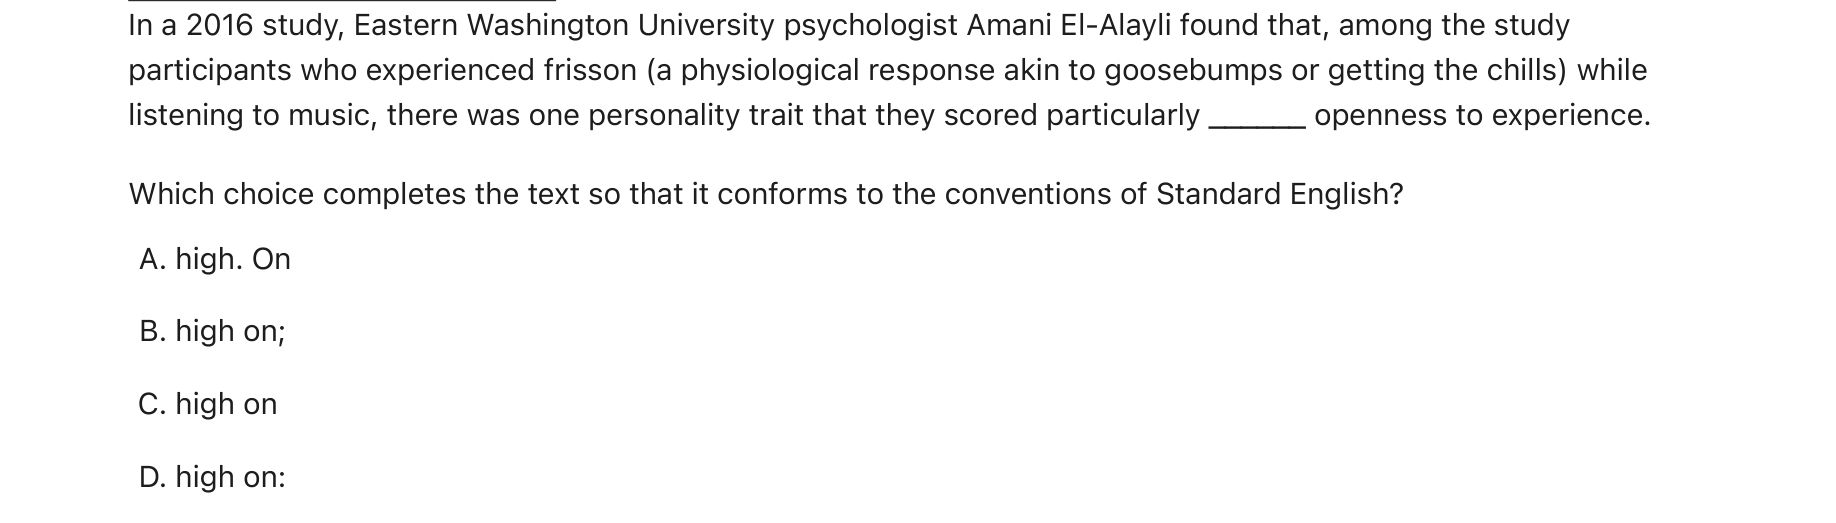 In a 2016 study, Eastern Washington University psychologist Amani El-Alayli found that, among the study
participants who experienced frisson (a physiological response akin to goosebumps or getting the chills) while
listening to music, there was one personality trait that they scored particularly ______ openness to experience.
Which choice completes the text so that it conforms to the conventions of Standard English?
A. high. On
B. high on;
C. high on
D. high on: